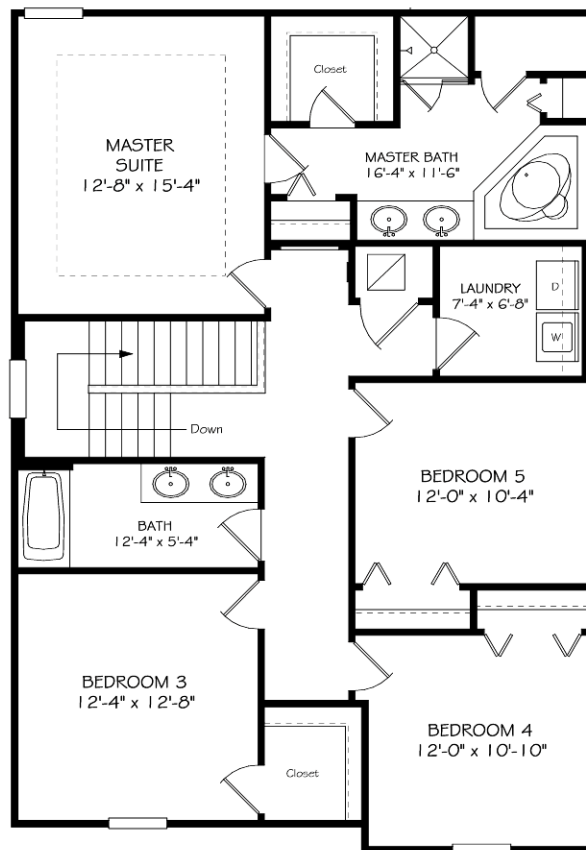 Closet
MASTER
SUITE
12'-8" x 15'-4"
MASTER BATH
16'-4" x 11'-6"
LAUNDRY
7'-4" x 6'-8"
D
W
Down
BATH
12'-4" x 5'-4"
BEDROOM 5
12'-0" x 10'-4"
BEDROOM 3
12'-4" x 12'-8"
BEDROOM 4
12'-0" x 10'-10"
Closet